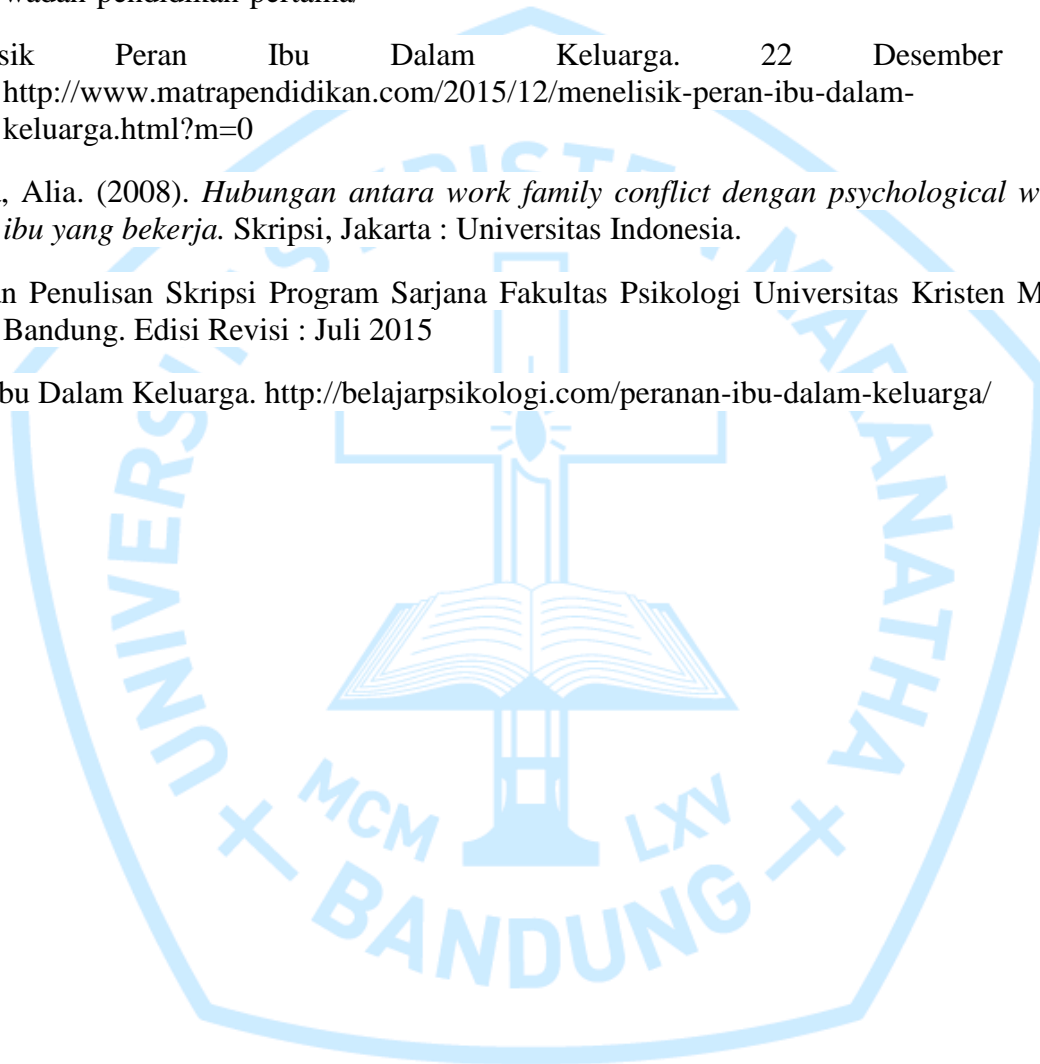 wadah-pendidikan-pertama/
sik Peran Ibu Dalam Keluarga. 22 Desember
http://www.matrapendidikan.com/2015/12/menelisik-peran-ibu-dalam-
keluarga.html?m=0
, Alia. (2008). Hubungan antara work family conflict dengan psychological w
ibu yang bekerja. Skripsi, Jakarta : Universitas Indonesia.
n Penulisan Skripsi Program Sarjana Fakultas Psikologi Universitas Kristen M
Bandung. Edisi Revisi : Juli 2015
bu Dalam Keluarga. http://belajarpsikologi.com/peranan-ibu-dalam-keluarga/
UNIVERSITAS KRISTEN MARANATHA
MCM LXV
BANDUNG